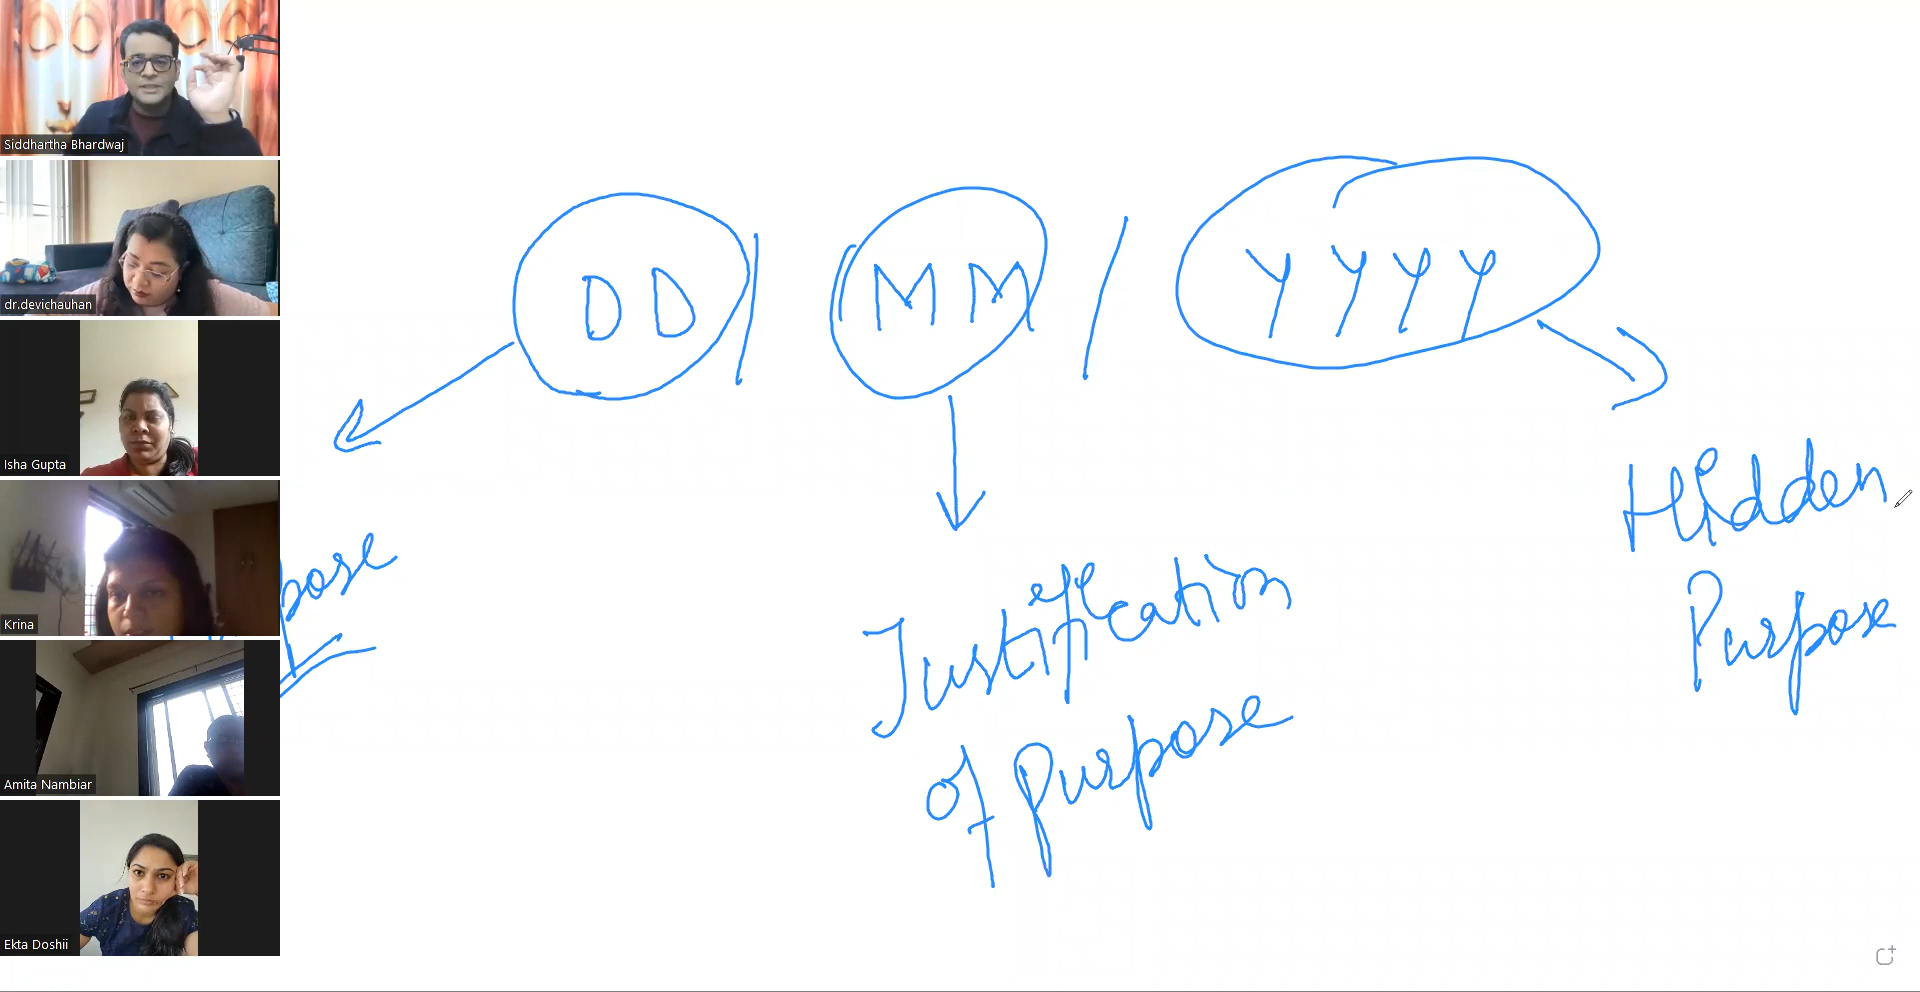 Siddhartha Bhardwaj
dr.devichauhan
Isha Gupta
Krina
Amita Nambiar
Ekta Doshii
DD / MM / YYYY
pose
Justification
of purpose
Hidden
Purpose